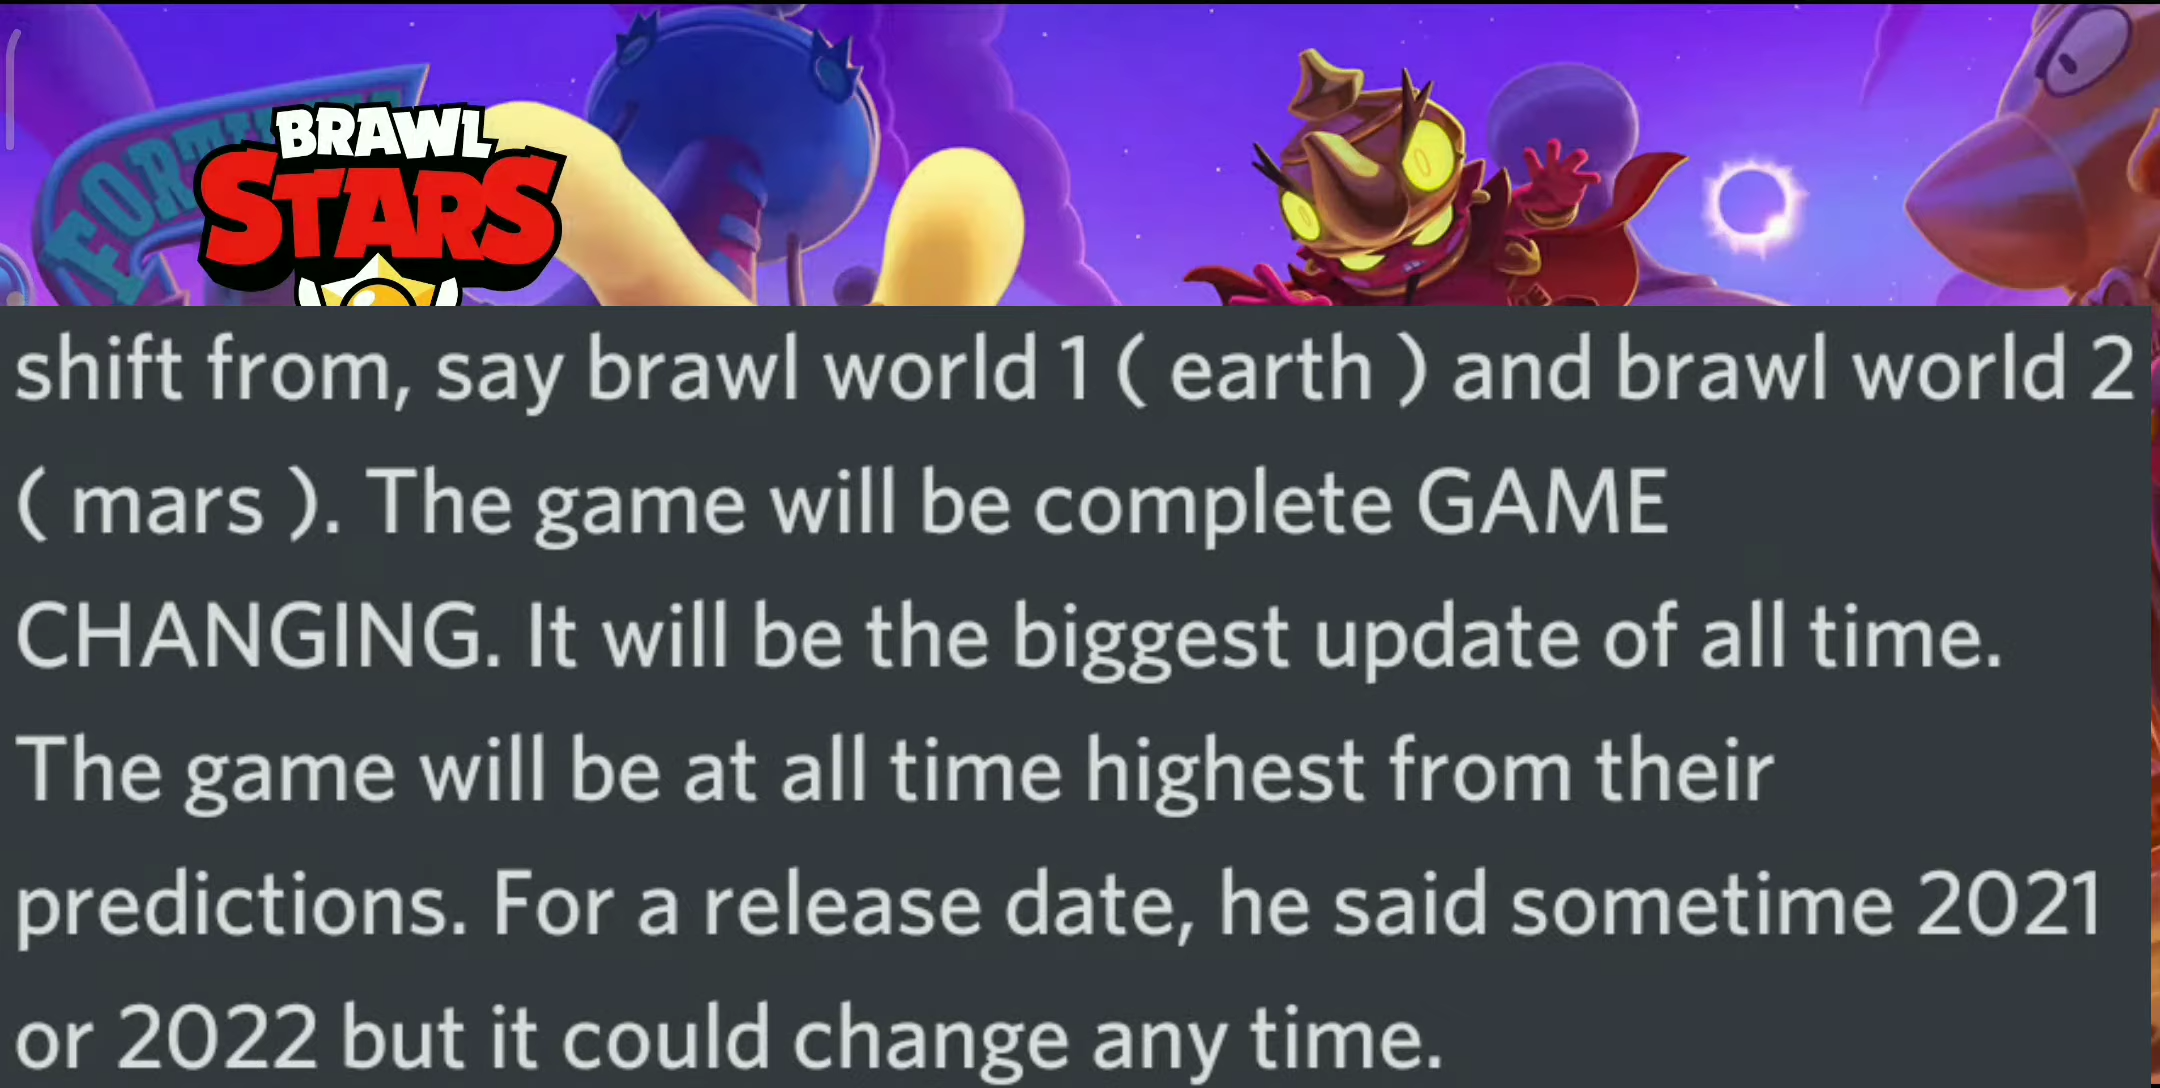 FORTU
BRAWL
STARS
shift from, say brawl world 1 ( earth ) and brawl world 2
( mars ). The game will be complete GAME
CHANGING. It will be the biggest update of all time.
The game will be at all time highest from their
predictions. For a release date, he said sometime 2021
or 2022 but it could change any time.